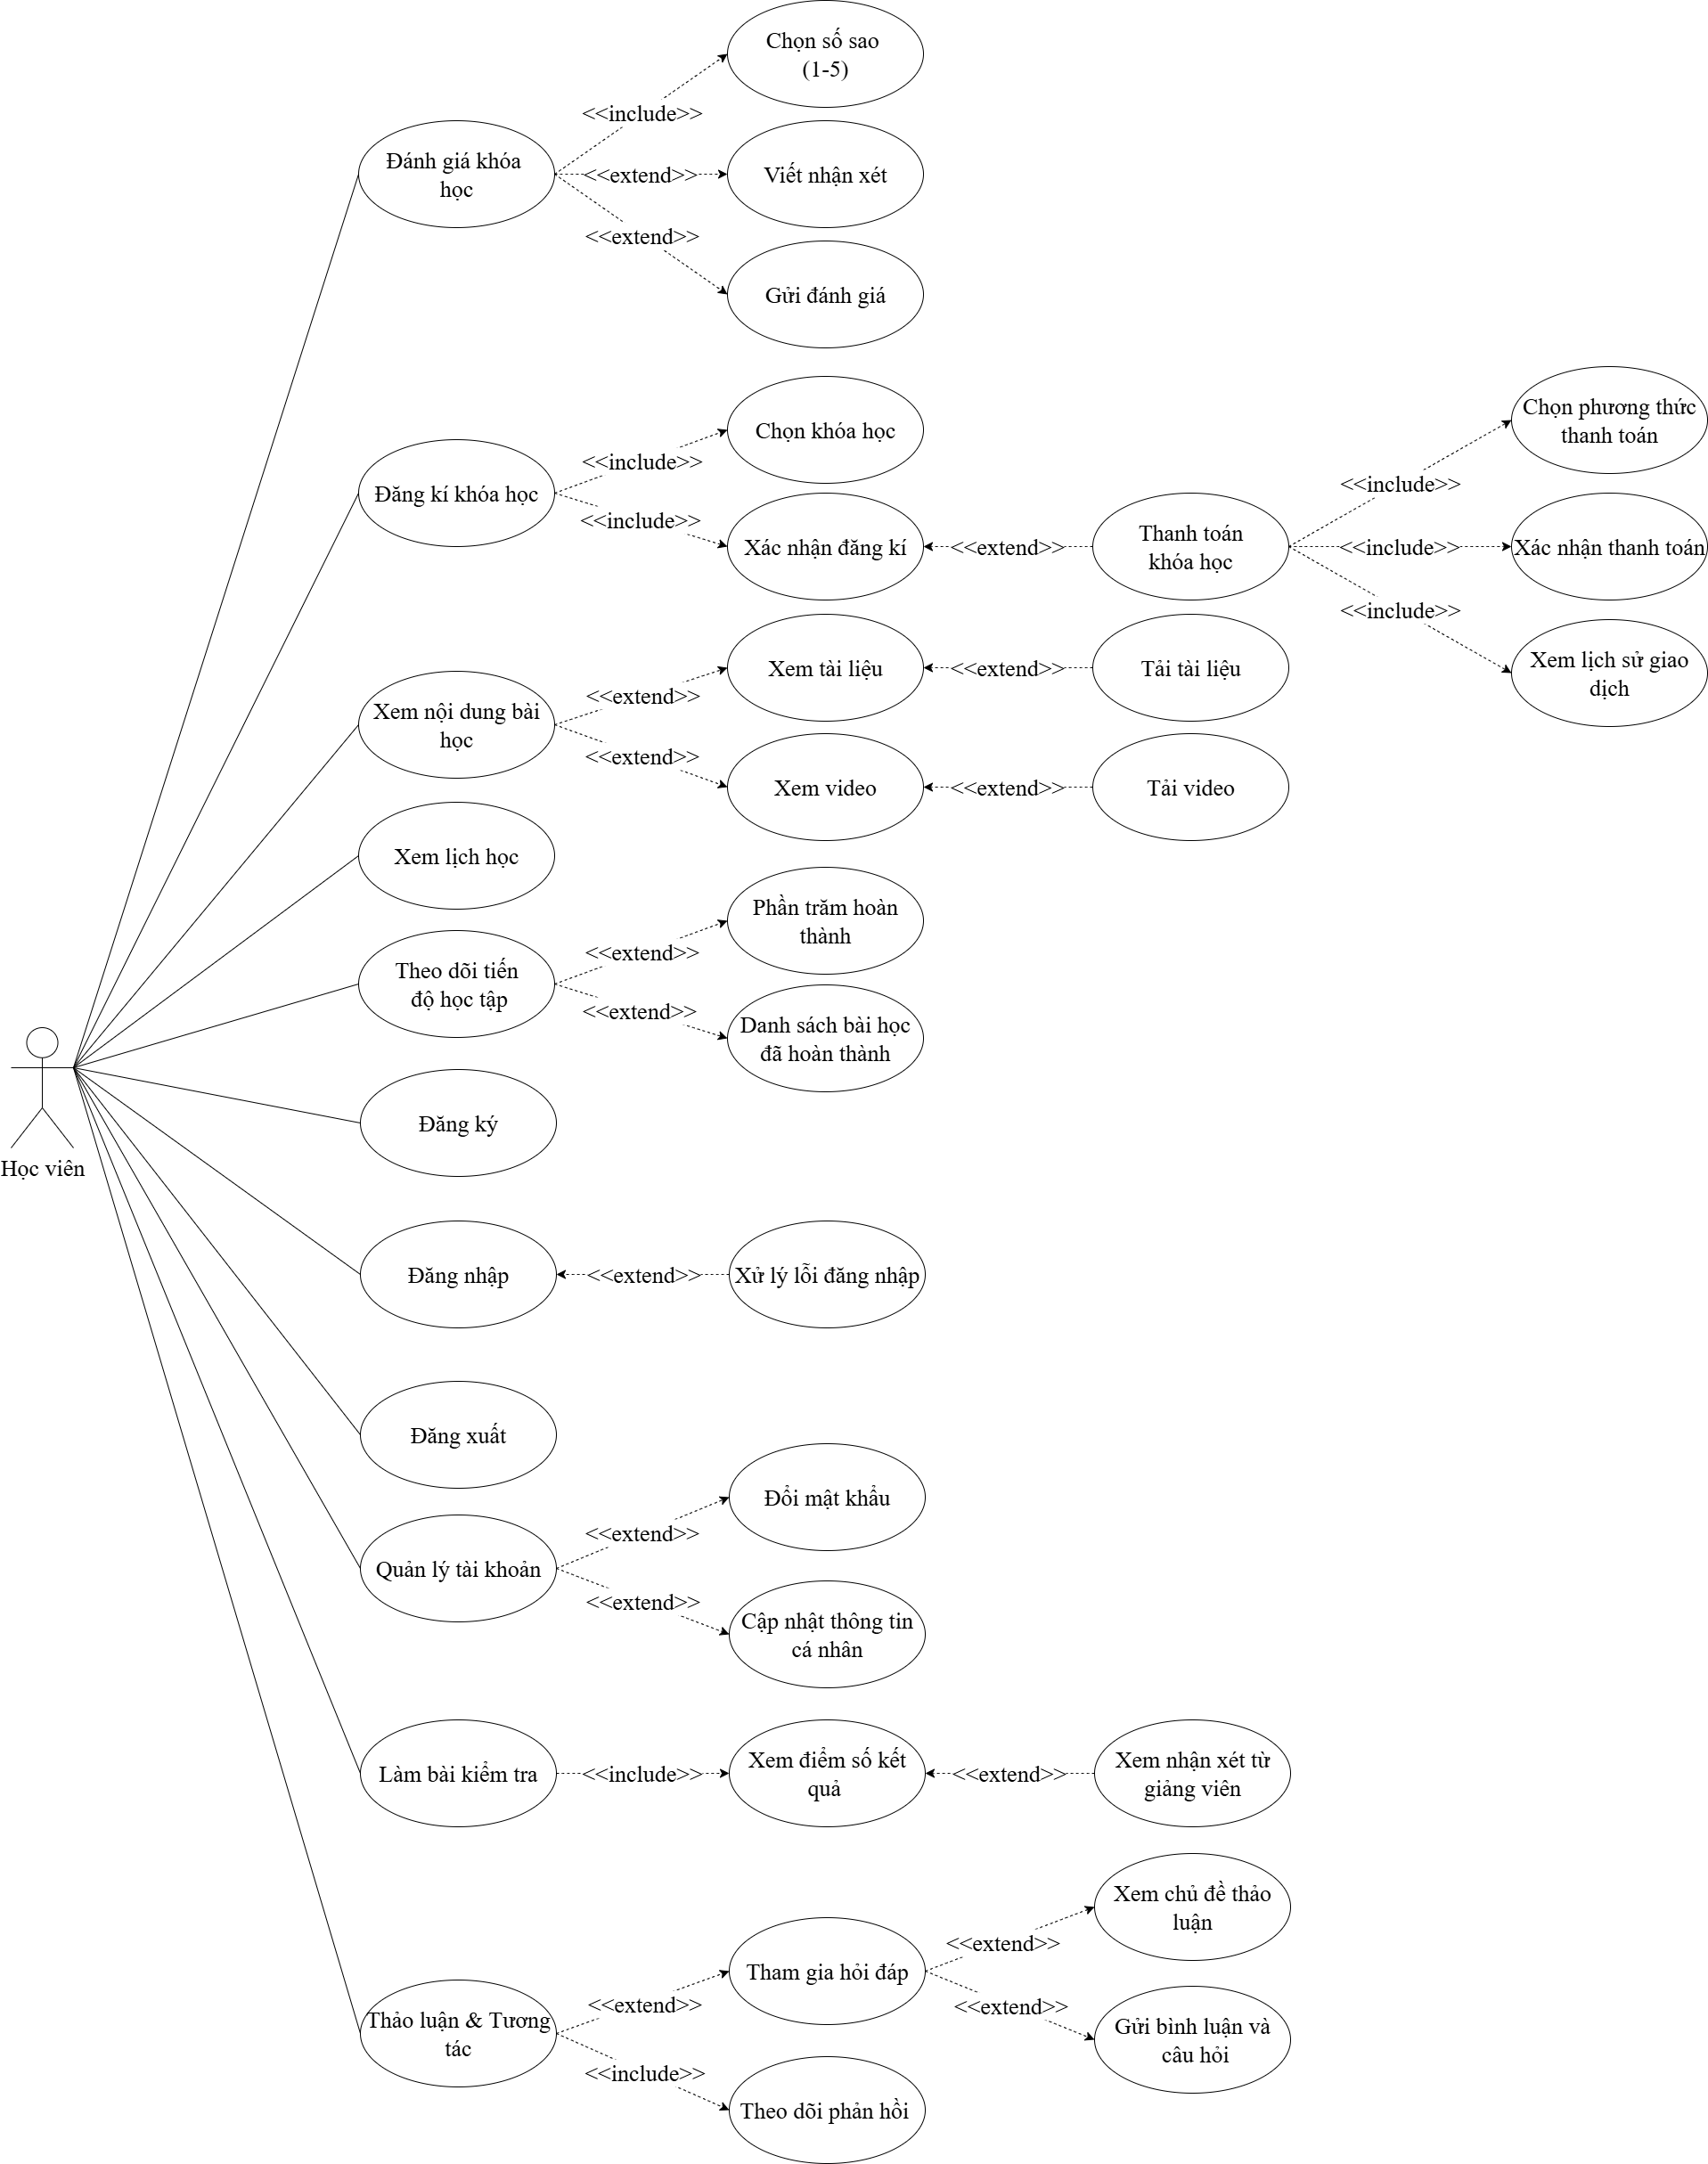 Chọn số sao
(1-5)
<<include>>
Đánh giá khóa
học
<<extend>>
Viết nhận xét
<<extend>>
Gửi đánh giá
Chọn khóa học
<<include>>
Đăng kí khóa học
<<include>>
Xác nhận đăng kí
<<extend>>
Thanh toán
khóa học
<<include>>
Chọn phương thức
thanh toán
<<include>>
Xác nhận thanh toán
<<include>>
Xem lịch sử giao
dịch
Xem nội dung bài
học
<<extend>>
Xem tài liệu
<<extend>>
Tải tài liệu
<<extend>>
Xem video
<<extend>>
Tải video
Xem lịch học
Theo dõi tiến
độ học tập
<<extend>>
Phần trăm hoàn
thành
<<extend>>
Danh sách bài học
đã hoàn thành
Học viên
Đăng ký
Đăng nhập
<<extend>>
Xử lý lỗi đăng nhập
Đăng xuất
Quản lý tài khoản
<<extend>>
Đổi mật khẩu
<<extend>>
Cập nhật thông tin
cá nhân
Làm bài kiểm tra
<<include>>
Xem điểm số kết
quả
<<extend>>
Xem nhận xét từ
giảng viên
Thảo luận & Tương
tác
<<extend>>
Tham gia hỏi đáp
<<extend>>
Xem chủ đề thảo
luận
<<extend>>
Gửi bình luận và
câu hỏi
<<include>>
Theo dõi phản hồi